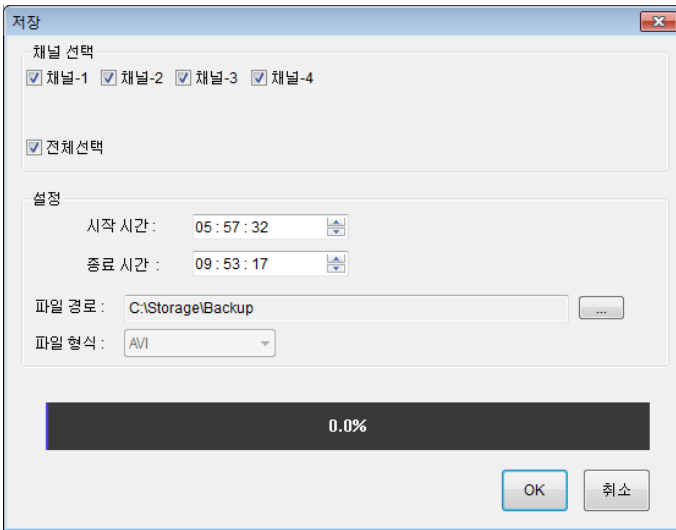 저장
채널 선택
채널-1 채널-2 채널-3 채널-4
전체선택
설정
시작 시간 : 05 : 57 : 32
종료 시간 : 09 : 53 : 17
파일 경로 : C:\Storage\Backup ...
파일 형식 : AVI
0.0%
OK 취소